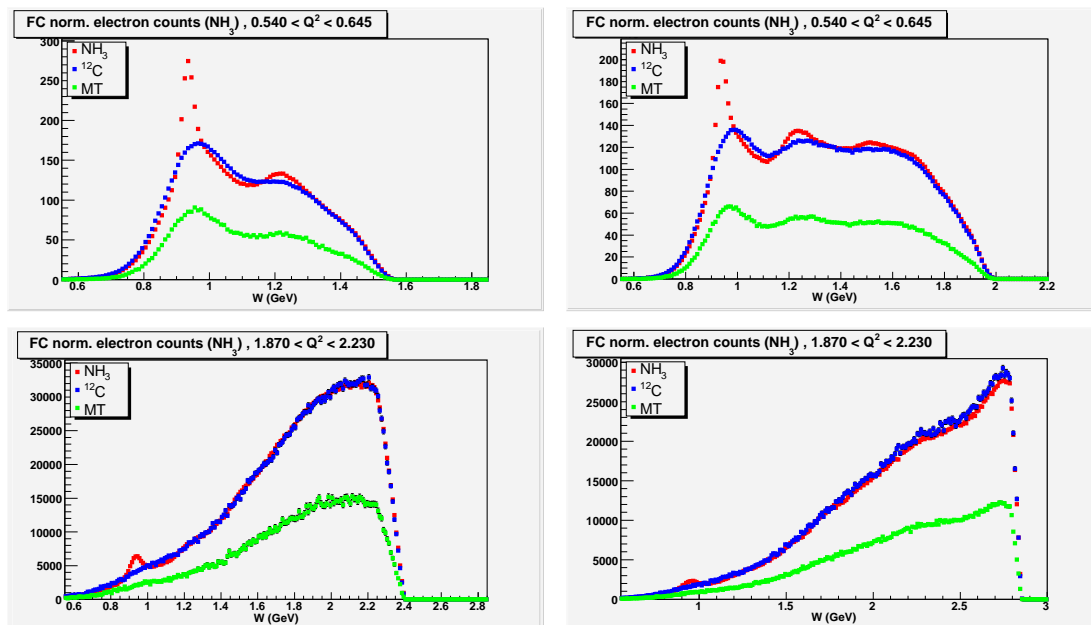 FC norm. electron counts (NH3) , 0.540 < Q2 < 0.645
300
250
200
150
100
50
0
NH3
12C
MT
0.6 0.8 1 1.2 1.4 1.6 1.8
W (GeV)
FC norm. electron counts (NH3) , 0.540 < Q2 < 0.645
200
180
160
140
120
100
80
60
40
20
0
NH3
12C
MT
0.6 0.8 1 1.2 1.4 1.6 1.8 2 2.2
W (GeV)
FC norm. electron counts (NH3) , 1.870 < Q2 < 2.230
35000
30000
25000
20000
15000
10000
5000
0
NH3
12C
MT
0.6 0.8 1 1.2 1.4 1.6 1.8 2 2.2 2.4 2.6 2.8
W (GeV)
FC norm. electron counts (NH3) , 1.870 < Q2 < 2.230
30000
25000
20000
15000
10000
5000
0
NH3
12C
MT
1 1.5 2 2.5 3
W (GeV)